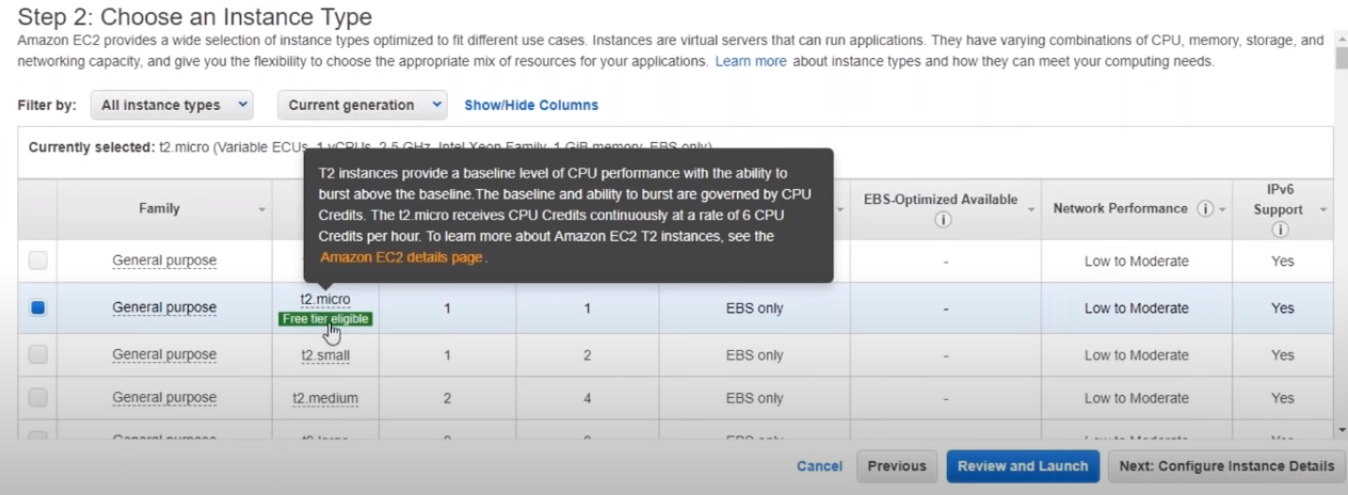 Step 2: Choose an Instance Type
Amazon EC2 provides a wide selection of instance types optimized to fit different use cases. Instances are virtual servers that can run applications. They have varying combinations of CPU, memory, storage, and
networking capacity, and give you the flexibility to choose the appropriate mix of resources for your applications. Learn more about instance types and how they can meet your computing needs.
Filter by: All instance types Current generation Show/Hide Columns
Currently selected: t2.micro (Variable ECUs, 1 vCPUs, 2.5 GHz, Intel Xeon Family, 1 GiB memory, EBS only)
T2 instances provide a baseline level of CPU performance with the ability to
burst above the baseline.The baseline and ability to burst are governed by CPU
Credits. The t2.micro receives CPU Credits continuously at a rate of 6 CPU
Credits per hour. To learn more about Amazon EC2 T2 instances, see the
Amazon EC2 details page.
Family EBS-Optimized Available Network Performance IPv6 Support
General purpose - Low to Moderate Yes
General purpose t2.micro 1 1 EBS only - Low to Moderate Yes
Free tier eligible
General purpose t2.small 1 2 EBS only - Low to Moderate Yes
General purpose t2.medium 2 4 EBS only - Low to Moderate Yes
Cancel Previous Review and Launch Next: Configure Instance Details